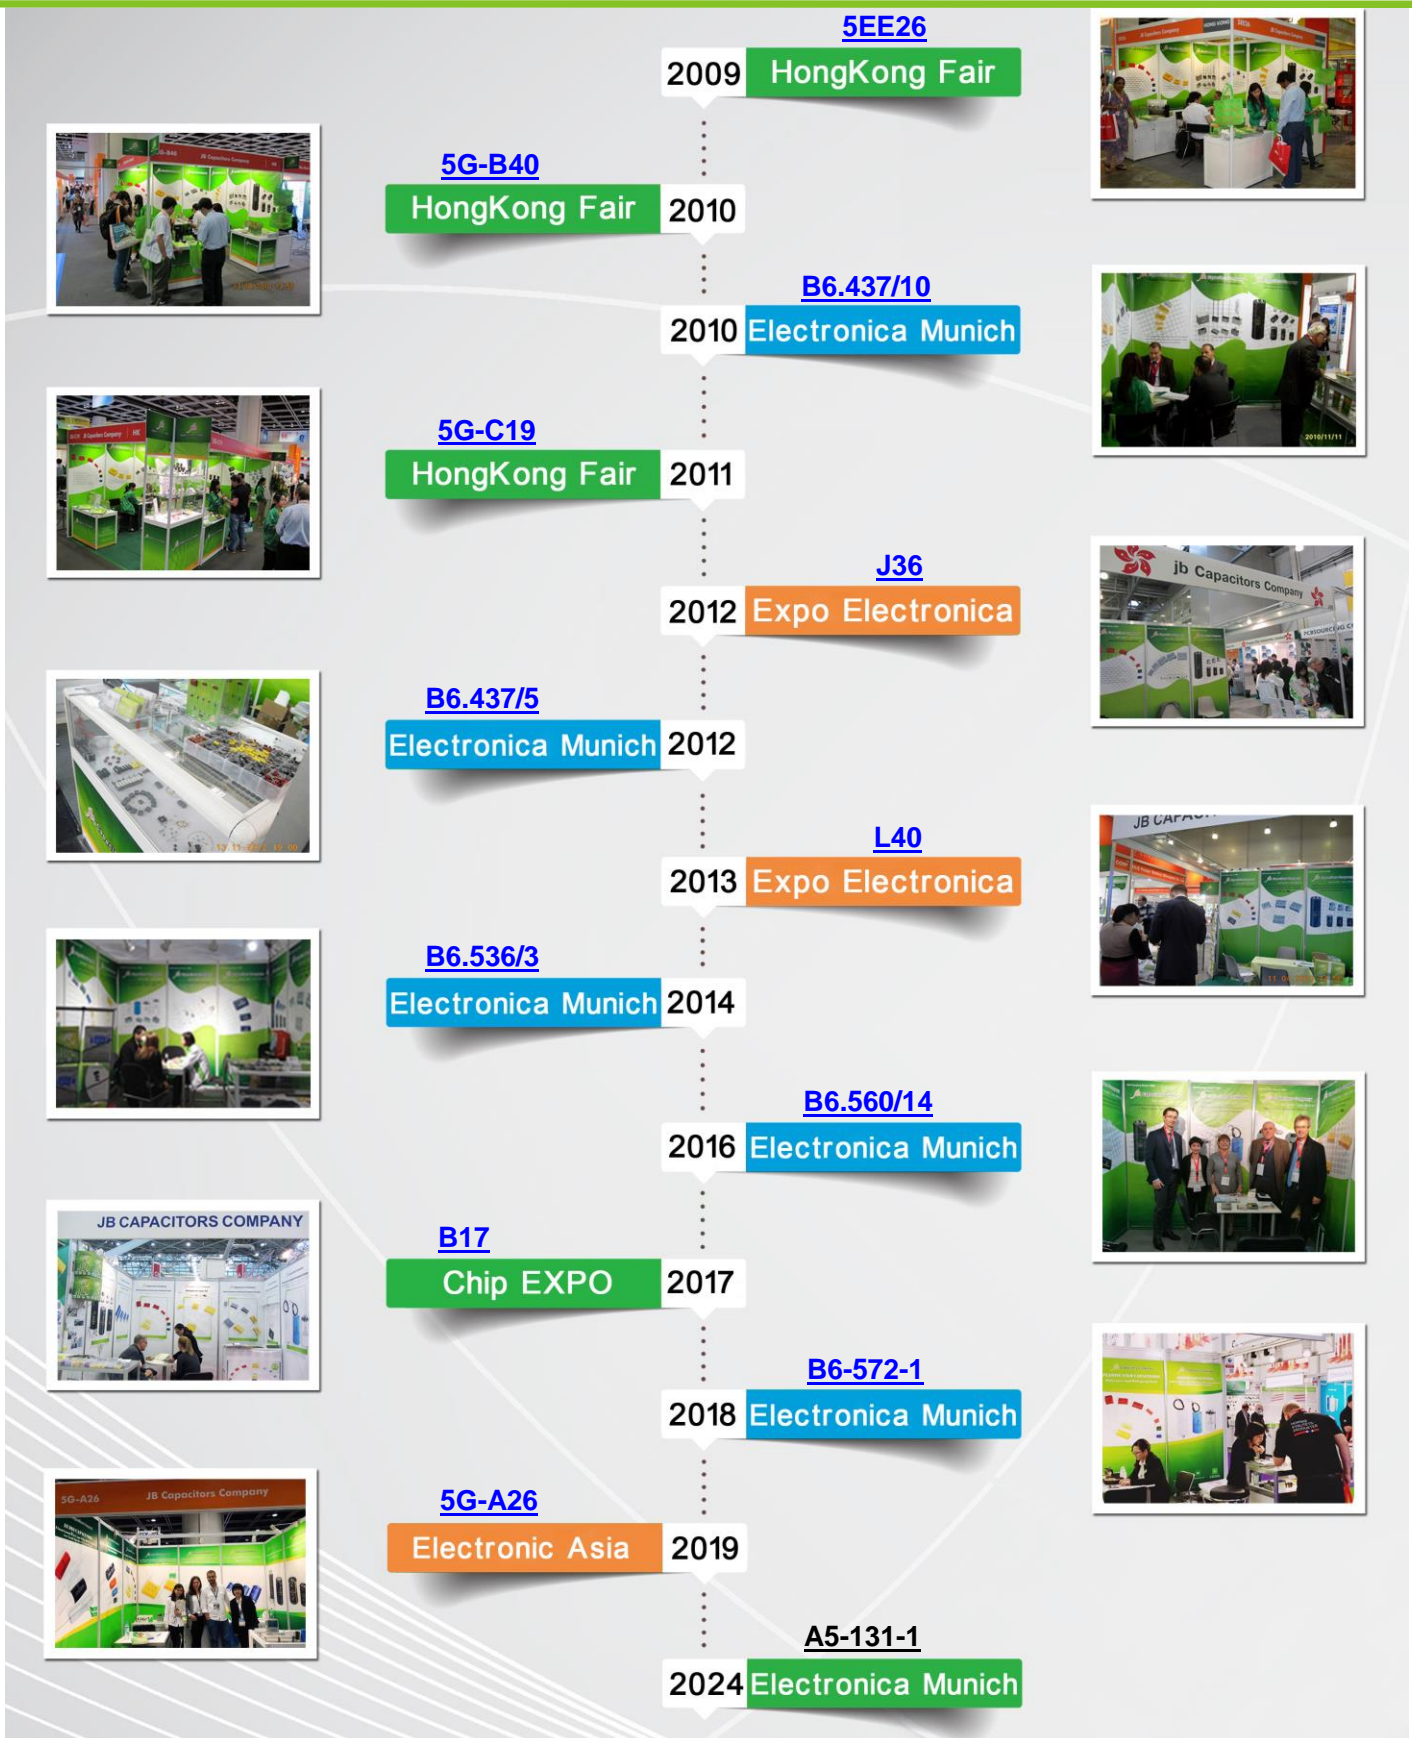 5EE26
2009 HongKong Fair
5G-B40
HongKong Fair 2010
B6.437/10
2010 Electronica Munich
2010/11/11
5G-C19
HongKong Fair 2011
J36
2012 Expo Electronica
jb Capacitors Company
B6.437/5
Electronica Munich 2012
L40
2013 Expo Electronica
B6.536/3
Electronica Munich 2014
B6.560/14
2016 Electronica Munich
JB CAPACITORS COMPANY
B17
Chip EXPO 2017
B6-572-1
2018 Electronica Munich
5G-A26 JB Capacitors Company
5G-A26
Electronic Asia 2019
A5-131-1
2024 Electronica Munich